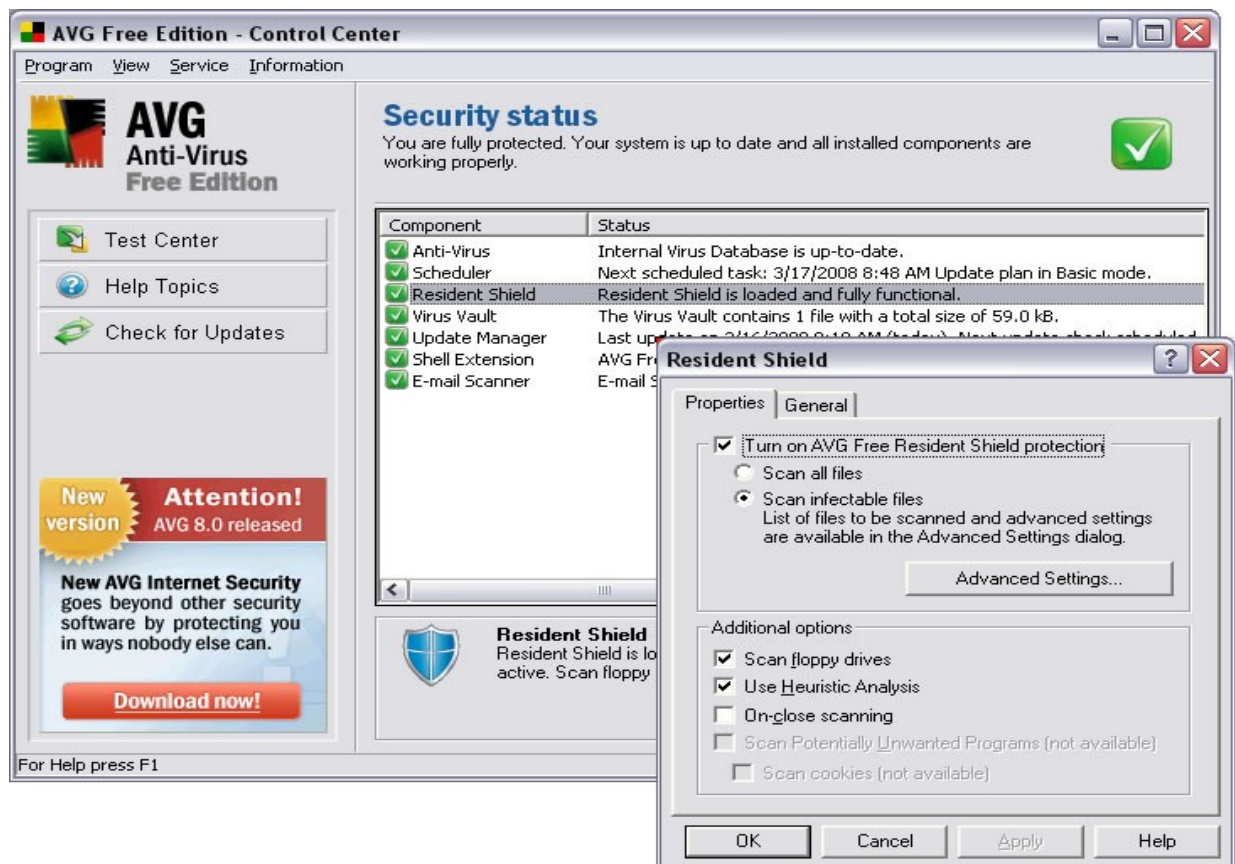 AVG Free Edition - Control Center
Program View Service Information
AVG
Anti-Virus
Free Edition
Test Center
Help Topics
Check for Updates
New
version
Attention!
AVG 8.0 released
New AVG Internet Security
goes beyond other security
software by protecting you
in ways nobody else can.
Download now!
Security status
You are fully protected. Your system is up to date and all installed components are
working properly.
Component Status
Anti-Virus Internal Virus Database is up-to-date.
Scheduler Next scheduled task: 3/17/2008 8:48 AM Update plan in Basic mode.
Resident Shield Resident Shield is loaded and fully functional.
Virus Vault The Virus Vault contains 1 file with a total size of 59.0 kB.
Update Manager Last update on
Shell Extension AVG
E-mail Scanner E-mail
Resident Shield
Resident Shield is
active. Scan floppy
For Help press F1
Resident Shield
Properties General
Turn on AVG Free Resident Shield protection
Scan all files
Scan infectable files
List of files to be scanned and advanced settings
are available in the Advanced Settings dialog.
Advanced Settings...
Additional options
Scan floppy drives
Use Heuristic Analysis
On-close scanning
Scan Potentially Unwanted Programs (not available)
Scan cookies (not available)
OK Cancel Apply Help